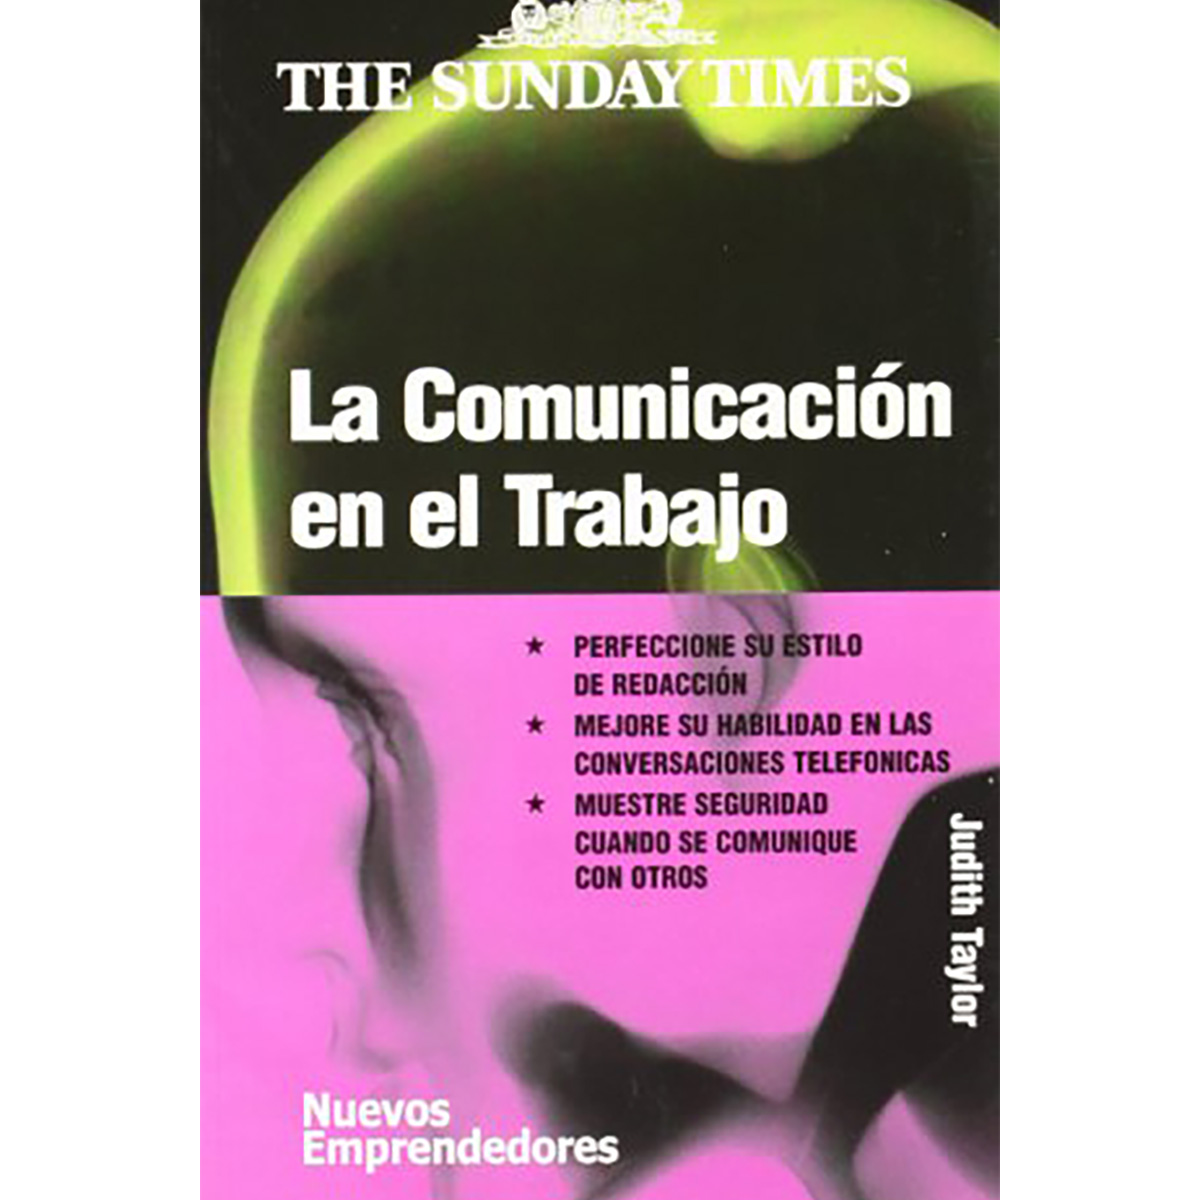 THE SUNDAY TIMES
La Comunicación
en el Trabajo
★ PERFECCIONE SU ESTILO
DE REDACCIÓN
★ MEJORE SU HABILIDAD EN LAS
CONVERSACIONES TELEFONICAS
★ MUESTRE SEGURIDAD
CUANDO SE COMUNIQUE
CON OTROS
Judith Taylor
Nuevos
Emprendedores